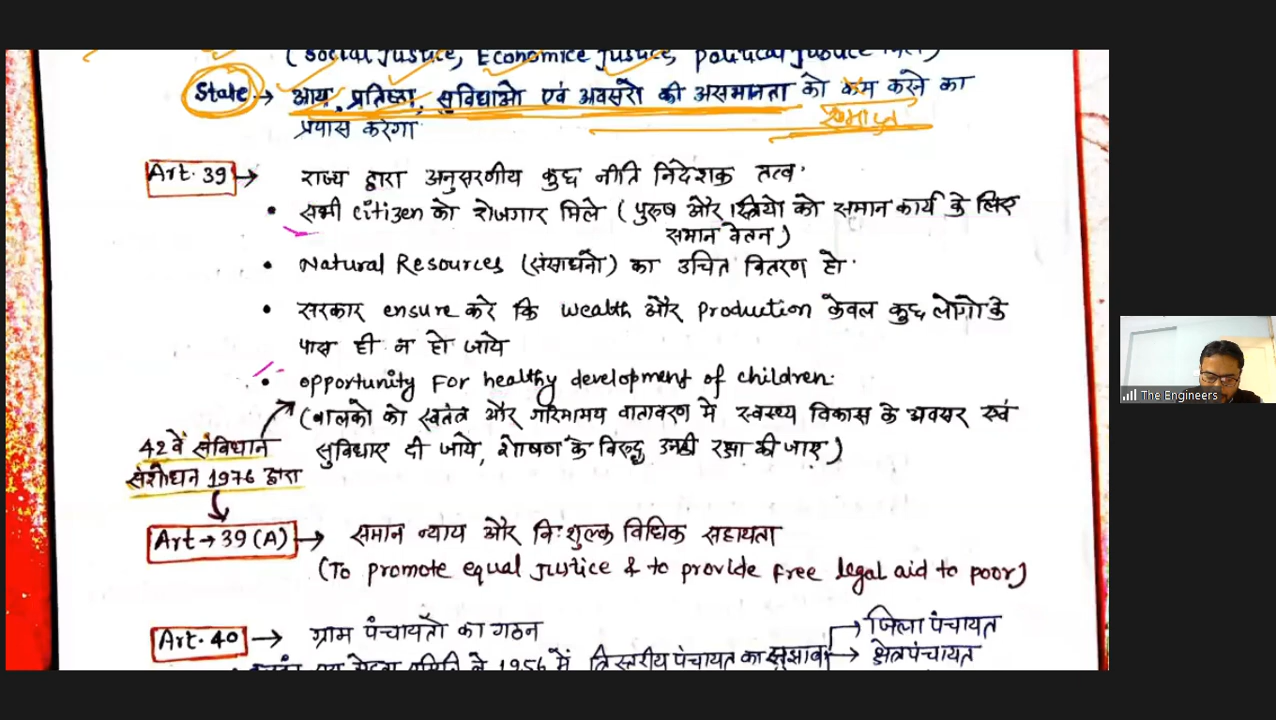 (Social Justice, Economice Justice, Political Justice
State → आय, प्रतिष्ठा, सुविधाओ एवं अवसरो की असमानता को कम करने का
समाप्त
प्रयास करेगा
Art. 39 → राज्य द्वारा अनुसरणीय कुछ नीति निदेशक तत्व.
• सभी citizen को रोजगार मिले (पुरुष और स्त्रियो को समान कार्य के लिए
समान वेतन)
• Natural Resources (संसाधनो) का उचित वितरण हो.
• सरकार ensure करे कि wealth और production केवल कुछ लोगो के
पास ही न हो जाये
• opportunity for healthy development of children.
(बालको को स्वतंत्र और गरिमामय वातावरण मे स्वस्थ्य विकास के अवसर एवं
सुविधाए दी जाये, शोषण के विरुद्ध उनकी रक्षा की जाए)
42वे संविधान
संशोधन 1976 द्वारा
Art → 39(A) → समान न्याय और निःशुल्क विधिक सहायता
(To promote equal Justice & to provide free legal aid to poor)
Art. 40 → ग्राम पंचायतो का गठन
→ जिला पंचायत
1956 में, त्रिस्तरीय पंचायत का सुझाव → क्षेत्र पंचायत
The Engineers